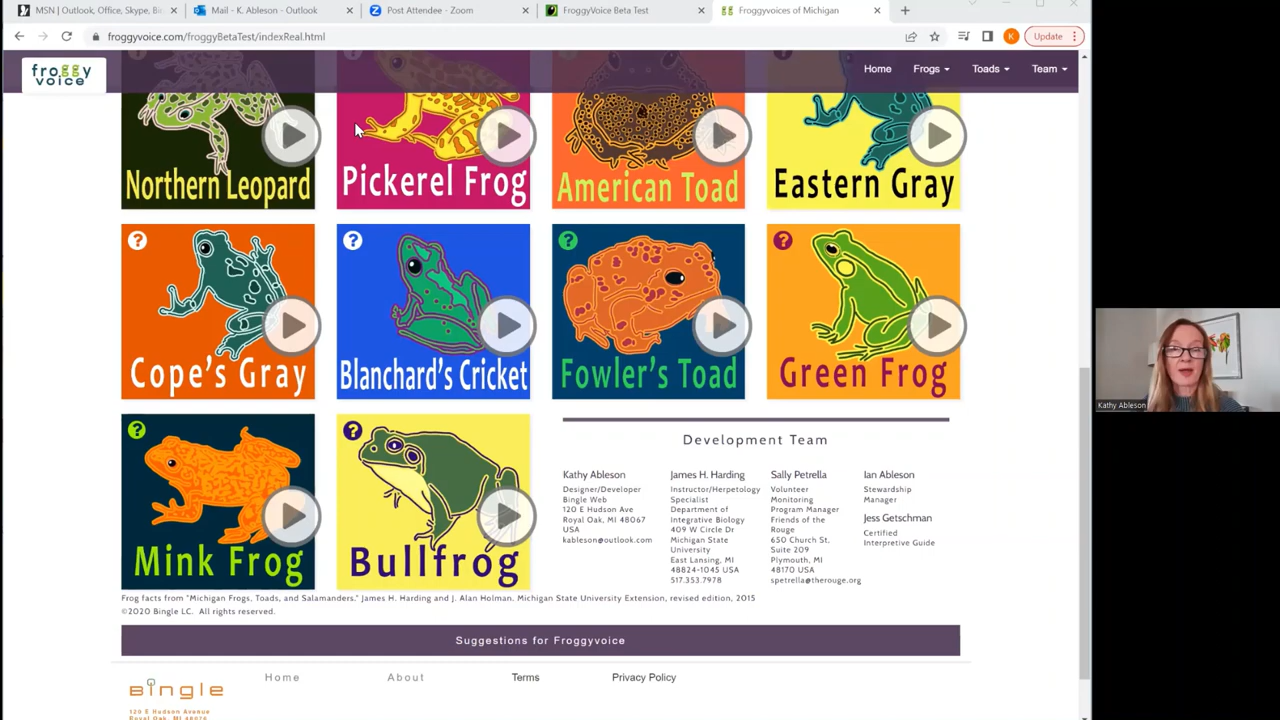 MSN | Outlook, Office, Skype, Bin
Mail - K. Ableson - Outlook
Post Attendee - Zoom
FroggyVoice Beta Test
Froggyvoices of Michigan
froggyvoice.com/froggyBetaTest/indexReal.html
K
Update
froggy
voice
Home
Frogs
Toads
Team
Northern Leopard
Pickerel Frog
American Toad
Eastern Gray
?
Cope's Gray
?
Blanchard's Cricket
?
Fowler's Toad
?
Green Frog
?
Mink Frog
?
Bullfrog
Development Team
Kathy Ableson
Designer/Developer
Bingle Web
120 E Hudson Ave
Royal Oak, MI 48067
USA
kableson@outlook.com
James H. Harding
Instructor/Herpetology
Specialist
Department of
Integrative Biology
409 W Circle Dr
Michigan State
University
East Lansing, MI
48824-1045 USA
517.353.7978
Sally Petrella
Volunteer
Monitoring
Program Manager
Friends of the
Rouge
650 Church St,
Suite 209
Plymouth, MI
48170 USA
spetrella@therouge.org
Ian Ableson
Stewardship
Manager
Jess Getschman
Certified
Interpretive Guide
Frog facts from "Michigan Frogs, Toads, and Salamanders." James H. Harding and J. Alan Holman. Michigan State University Extension, revised edition, 2015
©2020 Bingle LC. All rights reserved.
Suggestions for Froggyvoice
Bingle
120 E Hudson Avenue
Home
About
Terms
Privacy Policy
Kathy Ableson